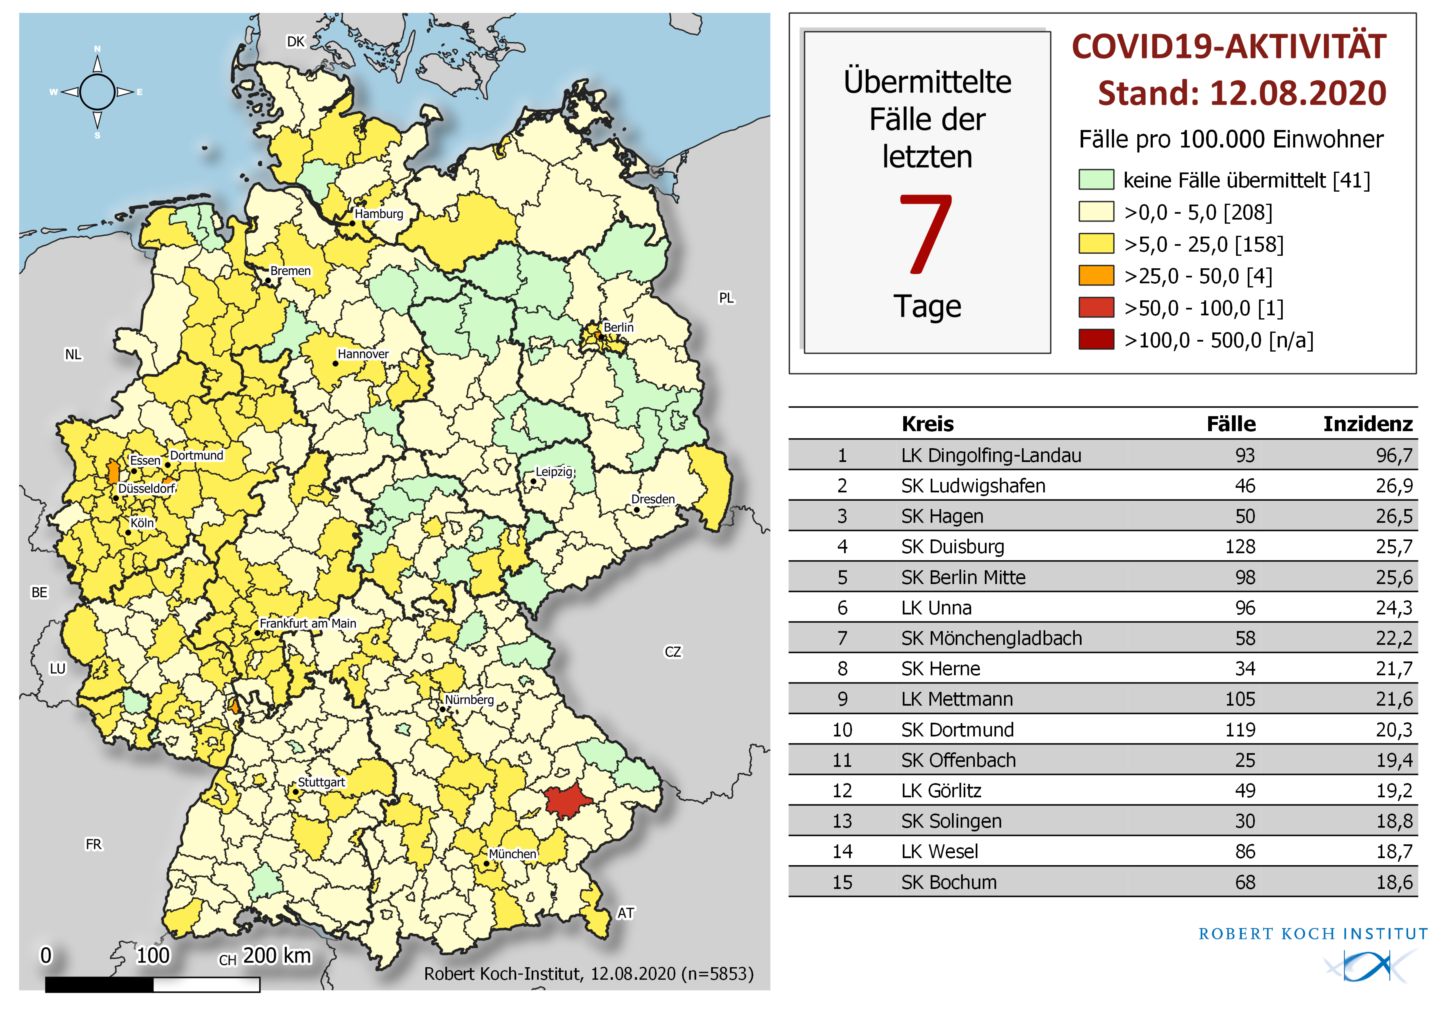 DK
N
W E
S
Hamburg
Bremen
PL
Berlin
NL
Hannover
Essen
Dortmund
Düsseldorf
Leipzig
Dresden
Köln
BE
Frankfurt am Main
LU
CZ
Nürnberg
Stuttgart
FR
München
AT
0 100 200 km
CH
Robert Koch-Institut, 12.08.2020 (n=5853)
Übermittelte
Fälle der
letzten
7
Tage
COVID19-AKTIVITÄT
Stand: 12.08.2020
Fälle pro 100.000 Einwohner
keine Fälle übermittelt [41]
>0,0 - 5,0 [208]
>5,0 - 25,0 [158]
>25,0 - 50,0 [4]
>50,0 - 100,0 [1]
>100,0 - 500,0 [n/a]
Kreis Fälle Inzidenz
1 LK Dingolfing-Landau 93 96,7
2 SK Ludwigshafen 46 26,9
3 SK Hagen 50 26,5
4 SK Duisburg 128 25,7
5 SK Berlin Mitte 98 25,6
6 LK Unna 96 24,3
7 SK Mönchengladbach 58 22,2
8 SK Herne 34 21,7
9 LK Mettmann 105 21,6
10 SK Dortmund 119 20,3
11 SK Offenbach 25 19,4
12 LK Görlitz 49 19,2
13 SK Solingen 30 18,8
14 LK Wesel 86 18,7
15 SK Bochum 68 18,6
ROBERT KOCH INSTITUT